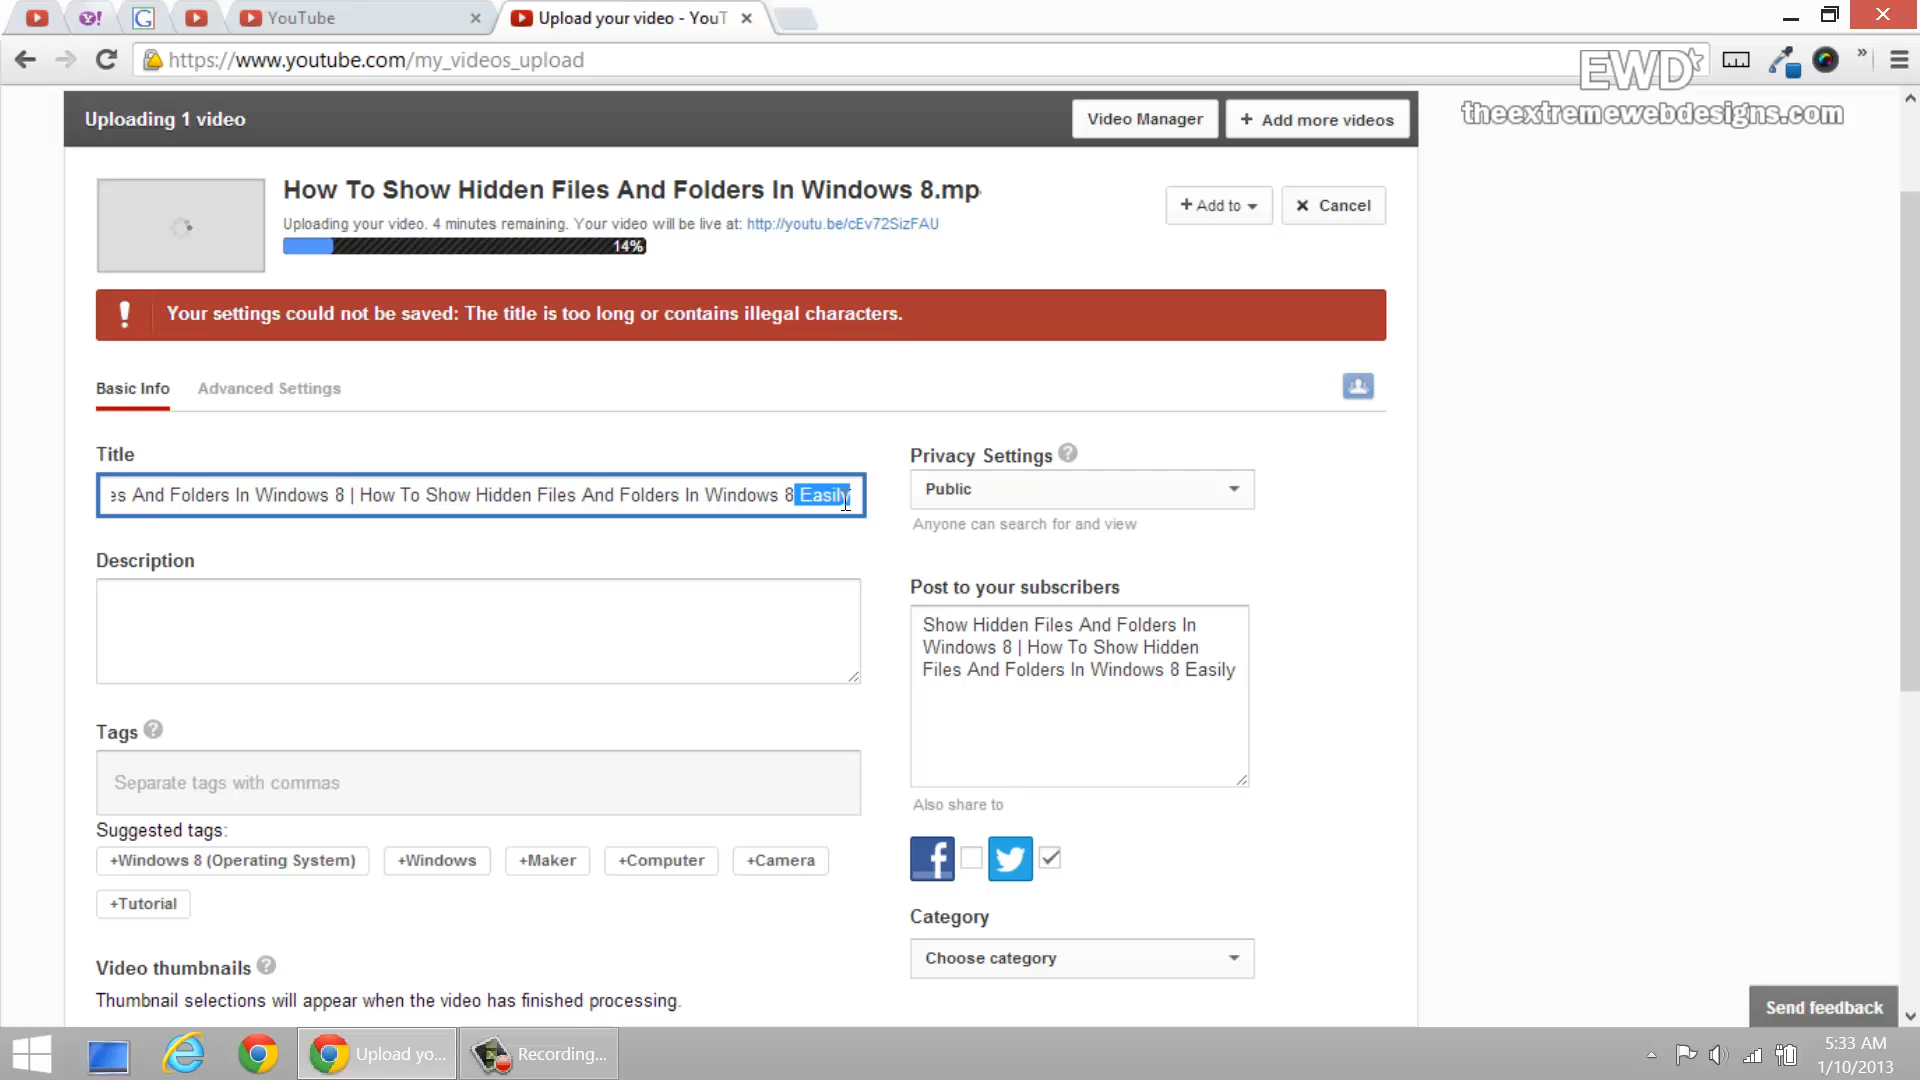 YouTube
Upload your video - YouT
https://www.youtube.com/my_videos_upload
EWD
theextremewebdesigns.com
Uploading 1 video
Video Manager
+ Add more videos
How To Show Hidden Files And Folders In Windows 8.mp
Uploading your video. 4 minutes remaining. Your video will be live at: http://youtu.be/cEv72SizFAU
14%
+ Add to
Cancel
Your settings could not be saved: The title is too long or contains illegal characters.
Basic Info
Advanced Settings
Title
es And Folders In Windows 8 | How To Show Hidden Files And Folders In Windows 8 Easily
Description
Tags
Separate tags with commas
Suggested tags:
+Windows 8 (Operating System)
+Windows
+Maker
+Computer
+Camera
+Tutorial
Video thumbnails
Thumbnail selections will appear when the video has finished processing.
Privacy Settings
Public
Anyone can search for and view
Post to your subscribers
Show Hidden Files And Folders In
Windows 8 | How To Show Hidden
Files And Folders In Windows 8 Easily
Also share to
Category
Choose category
Send feedback
Upload yo...
Recording...
5:33 AM
1/10/2013